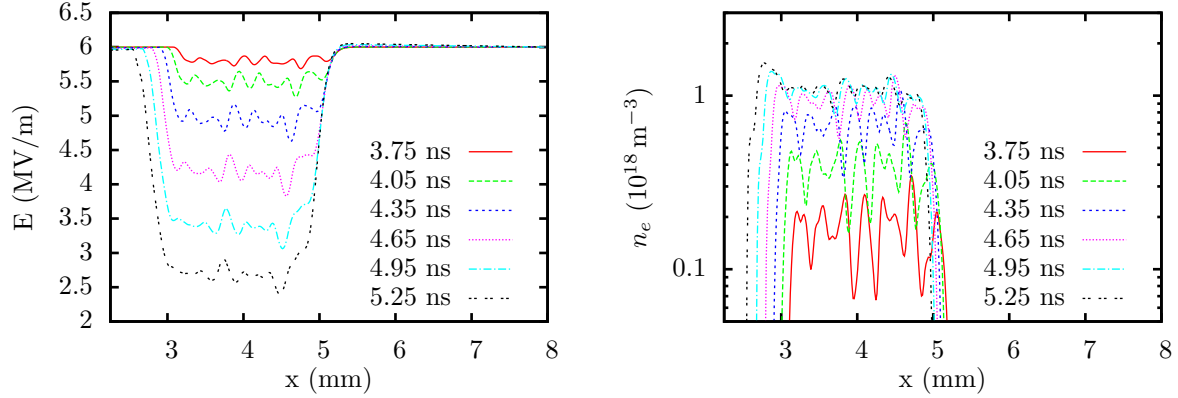 6.5
6
5.5
5
4.5
4
3.5
3
2.5
2
E (MV/m)
3.75 ns
4.05 ns
4.35 ns
4.65 ns
4.95 ns
5.25 ns
3 4 5 6 7 8
x (mm)
1
0.1
nₑ (10¹⁸ m⁻³)
3.75 ns
4.05 ns
4.35 ns
4.65 ns
4.95 ns
5.25 ns
3 4 5 6 7 8
x (mm)